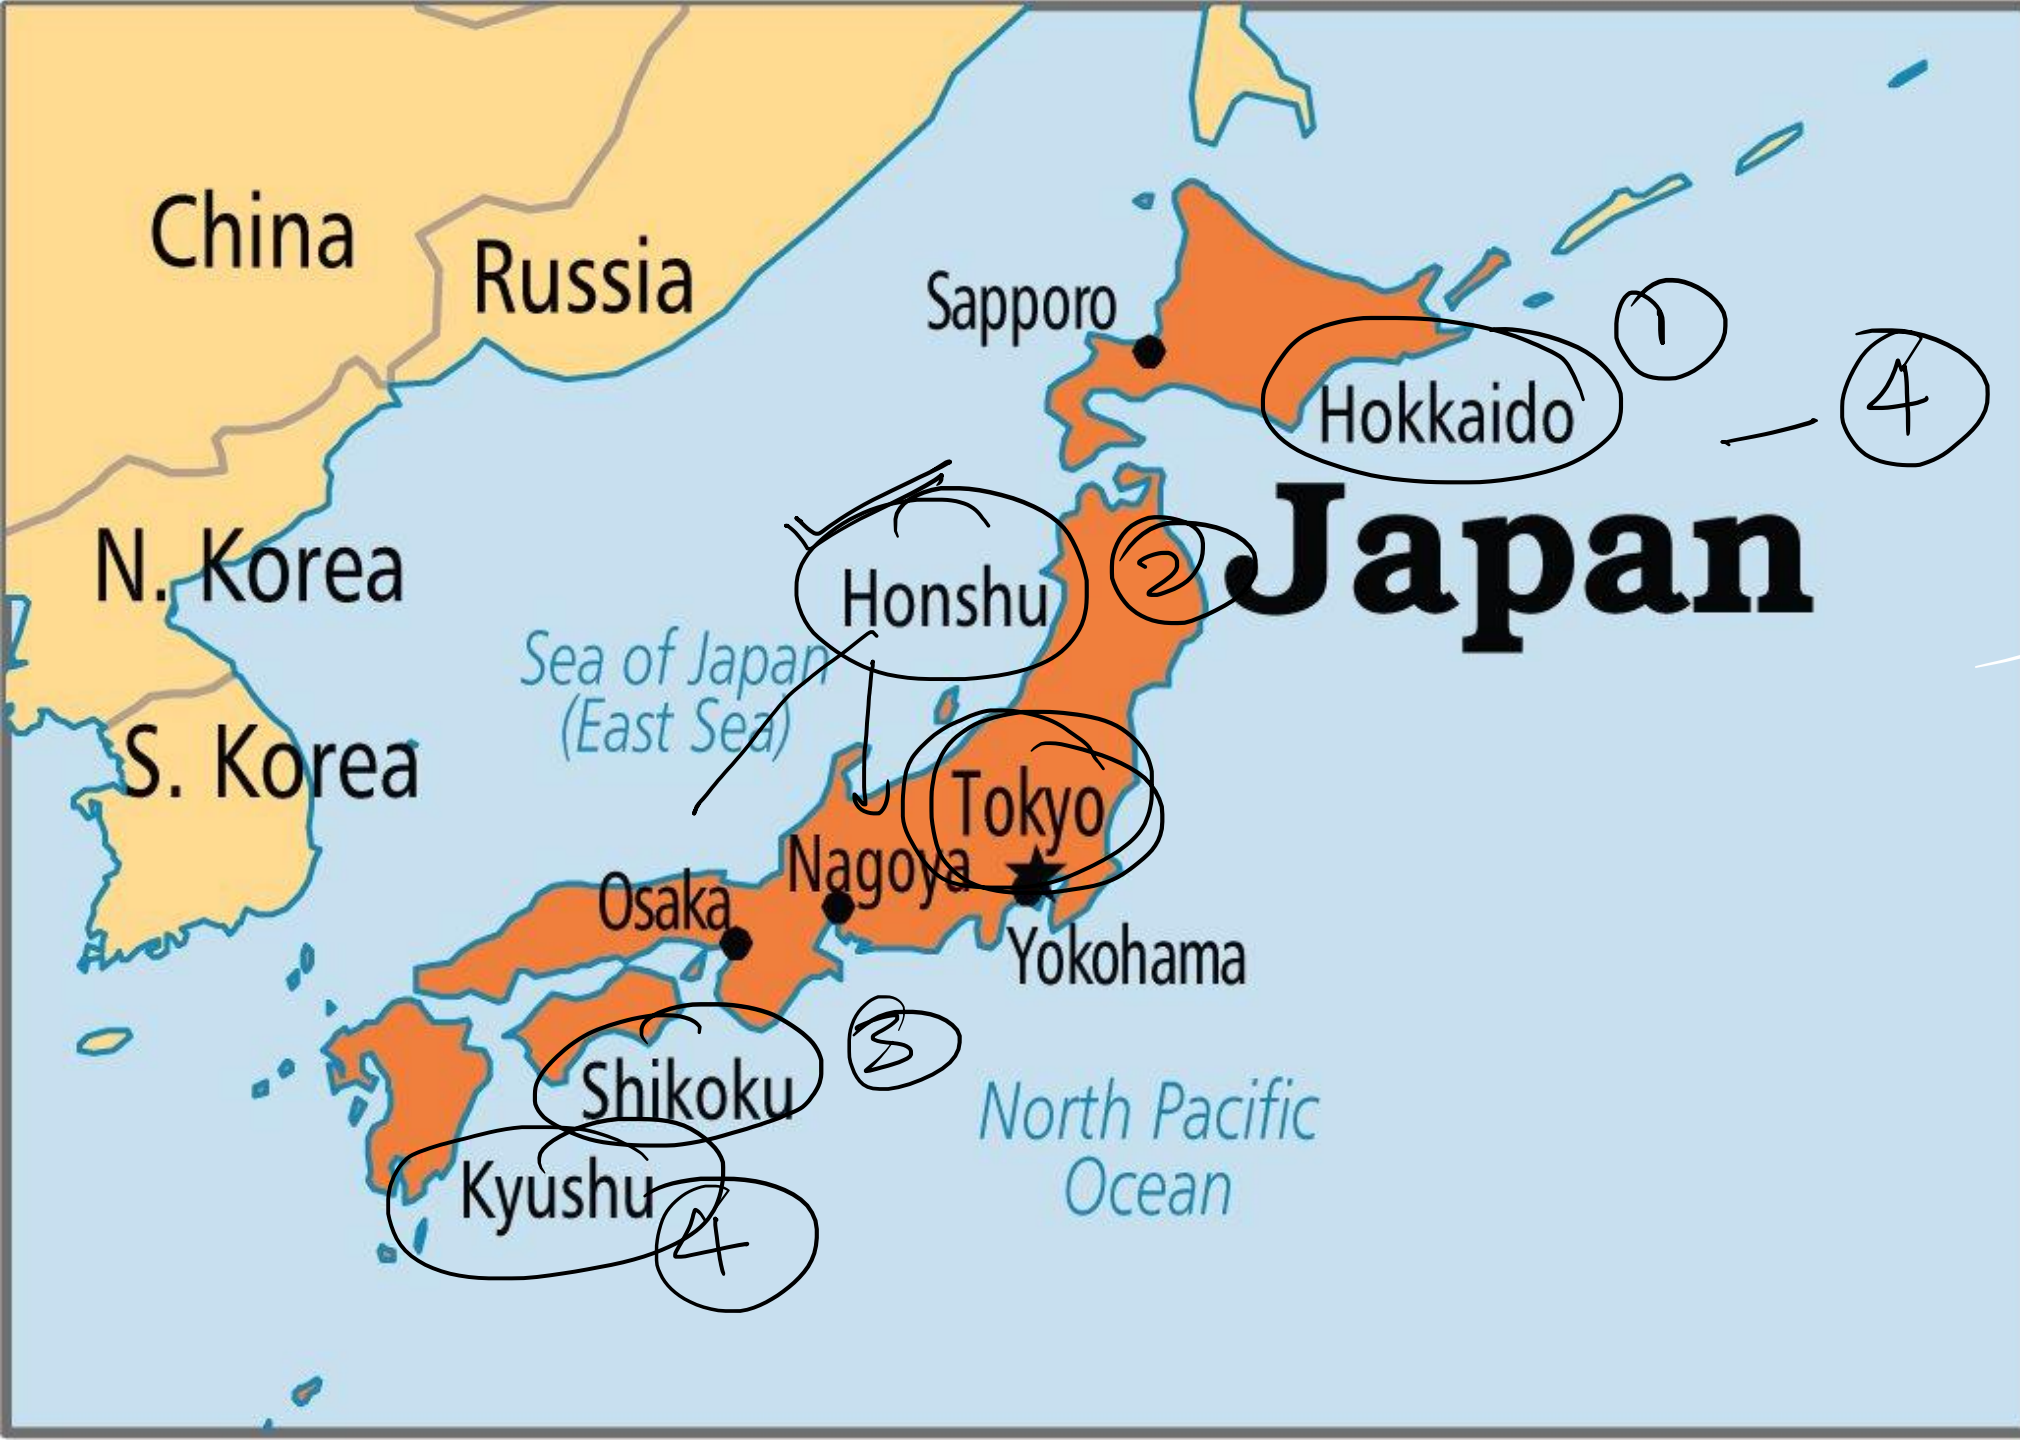 China
Russia
Sapporo
1
4
Hokkaido
Japan
N. Korea
Honshu
2
Sea of Japan
(East Sea)
S. Korea
Tokyo
Nagoya
Osaka
Yokohama
3
Shikoku
North Pacific
Ocean
Kyushu
4